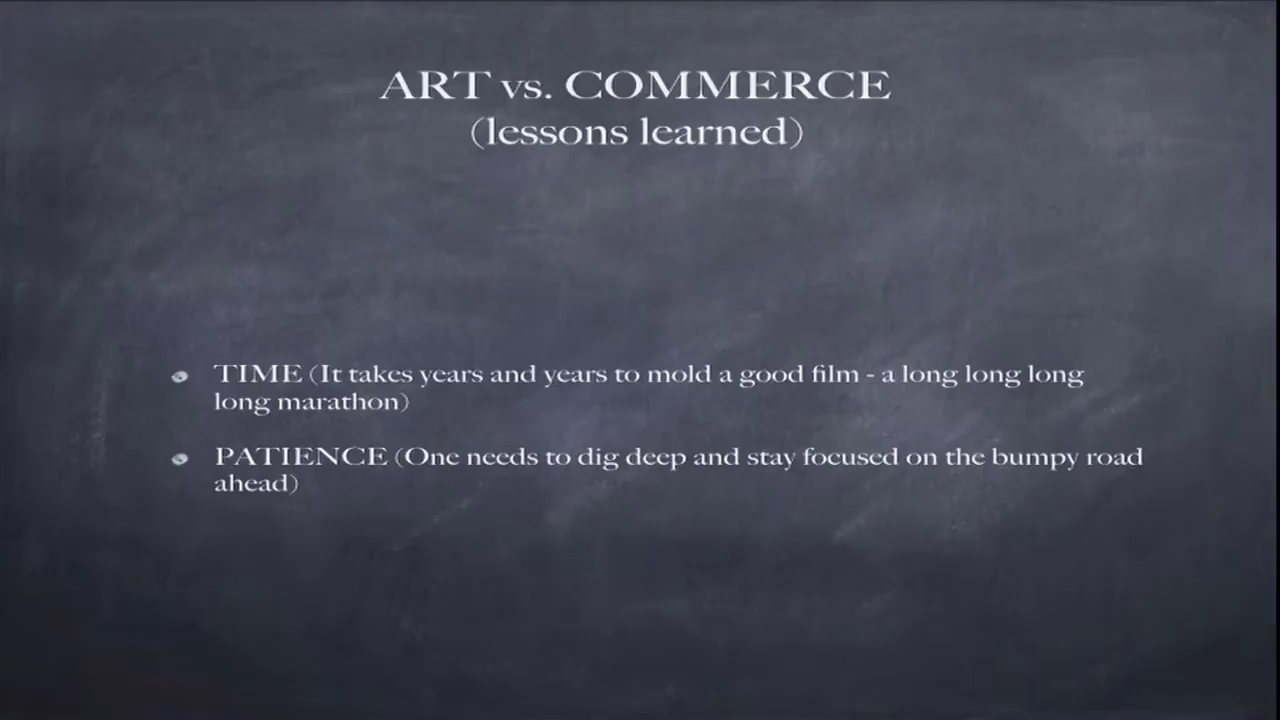 ART vs. COMMERCE
(lessons learned)
TIME (It takes years and years to mold a good film - a long long long
long marathon)
PATIENCE (One needs to dig deep and stay focused on the bumpy road
ahead)